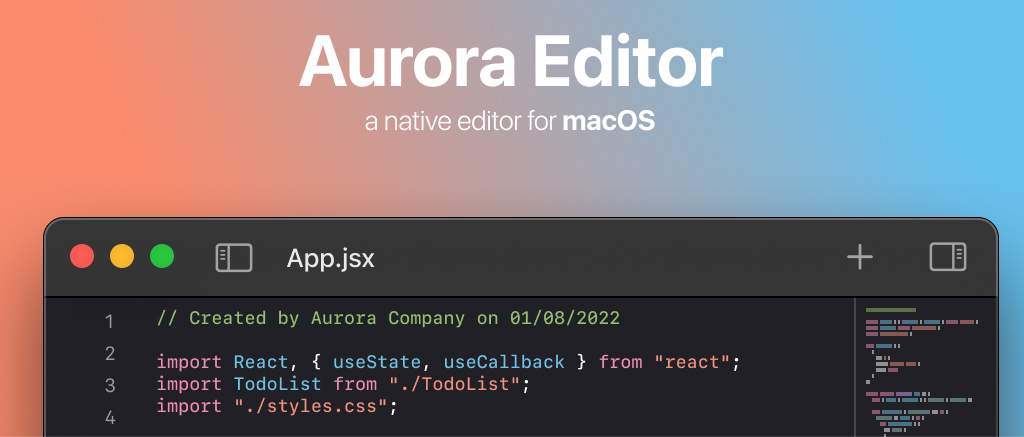 Aurora Editor
a native editor for macOS
App.jsx
1 // Created by Aurora Company on 01/08/2022
2
import React, { useState, useCallback } from "react";
3 import TodoList from "./TodoList";
import "./styles.css";
4